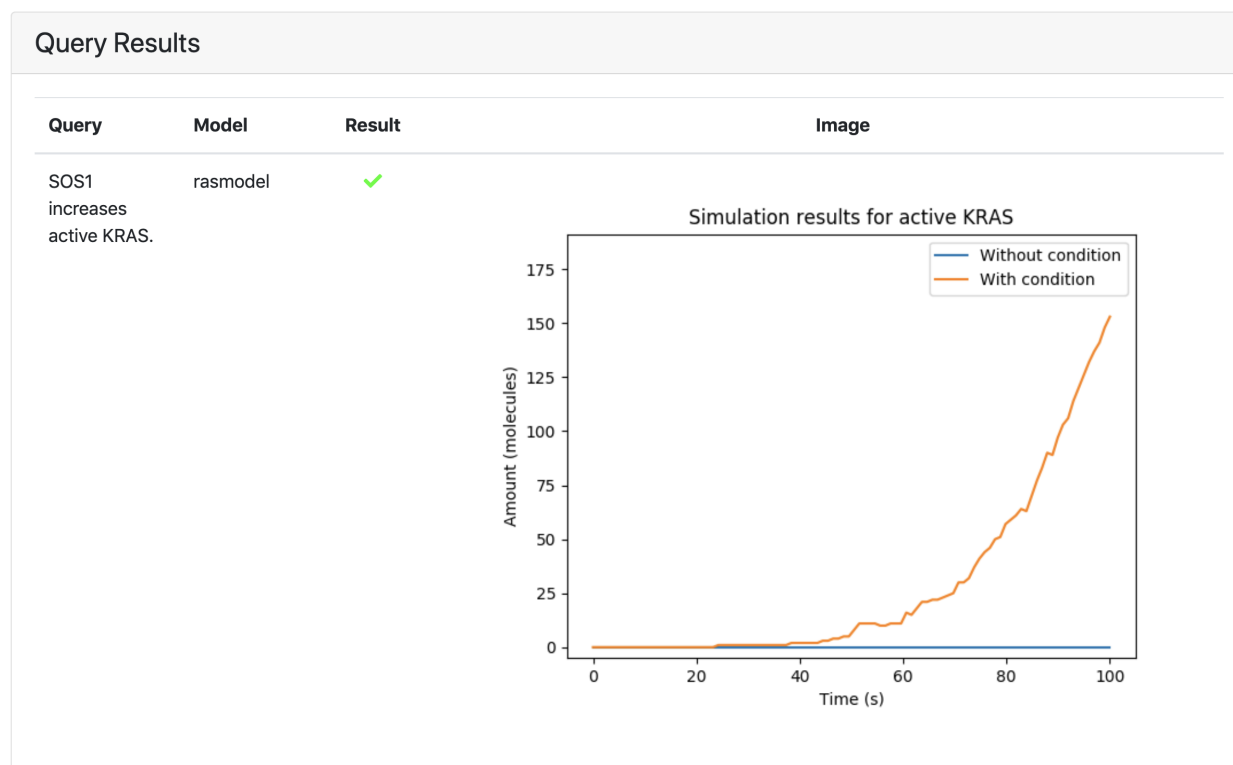 Query Results
Query Model Result Image
SOS1 rasmodel
increases
active KRAS.
Simulation results for active KRAS
Without condition
With condition
175
150
125
100
75
50
25
0
Amount (molecules)
0 20 40 60 80 100
Time (s)